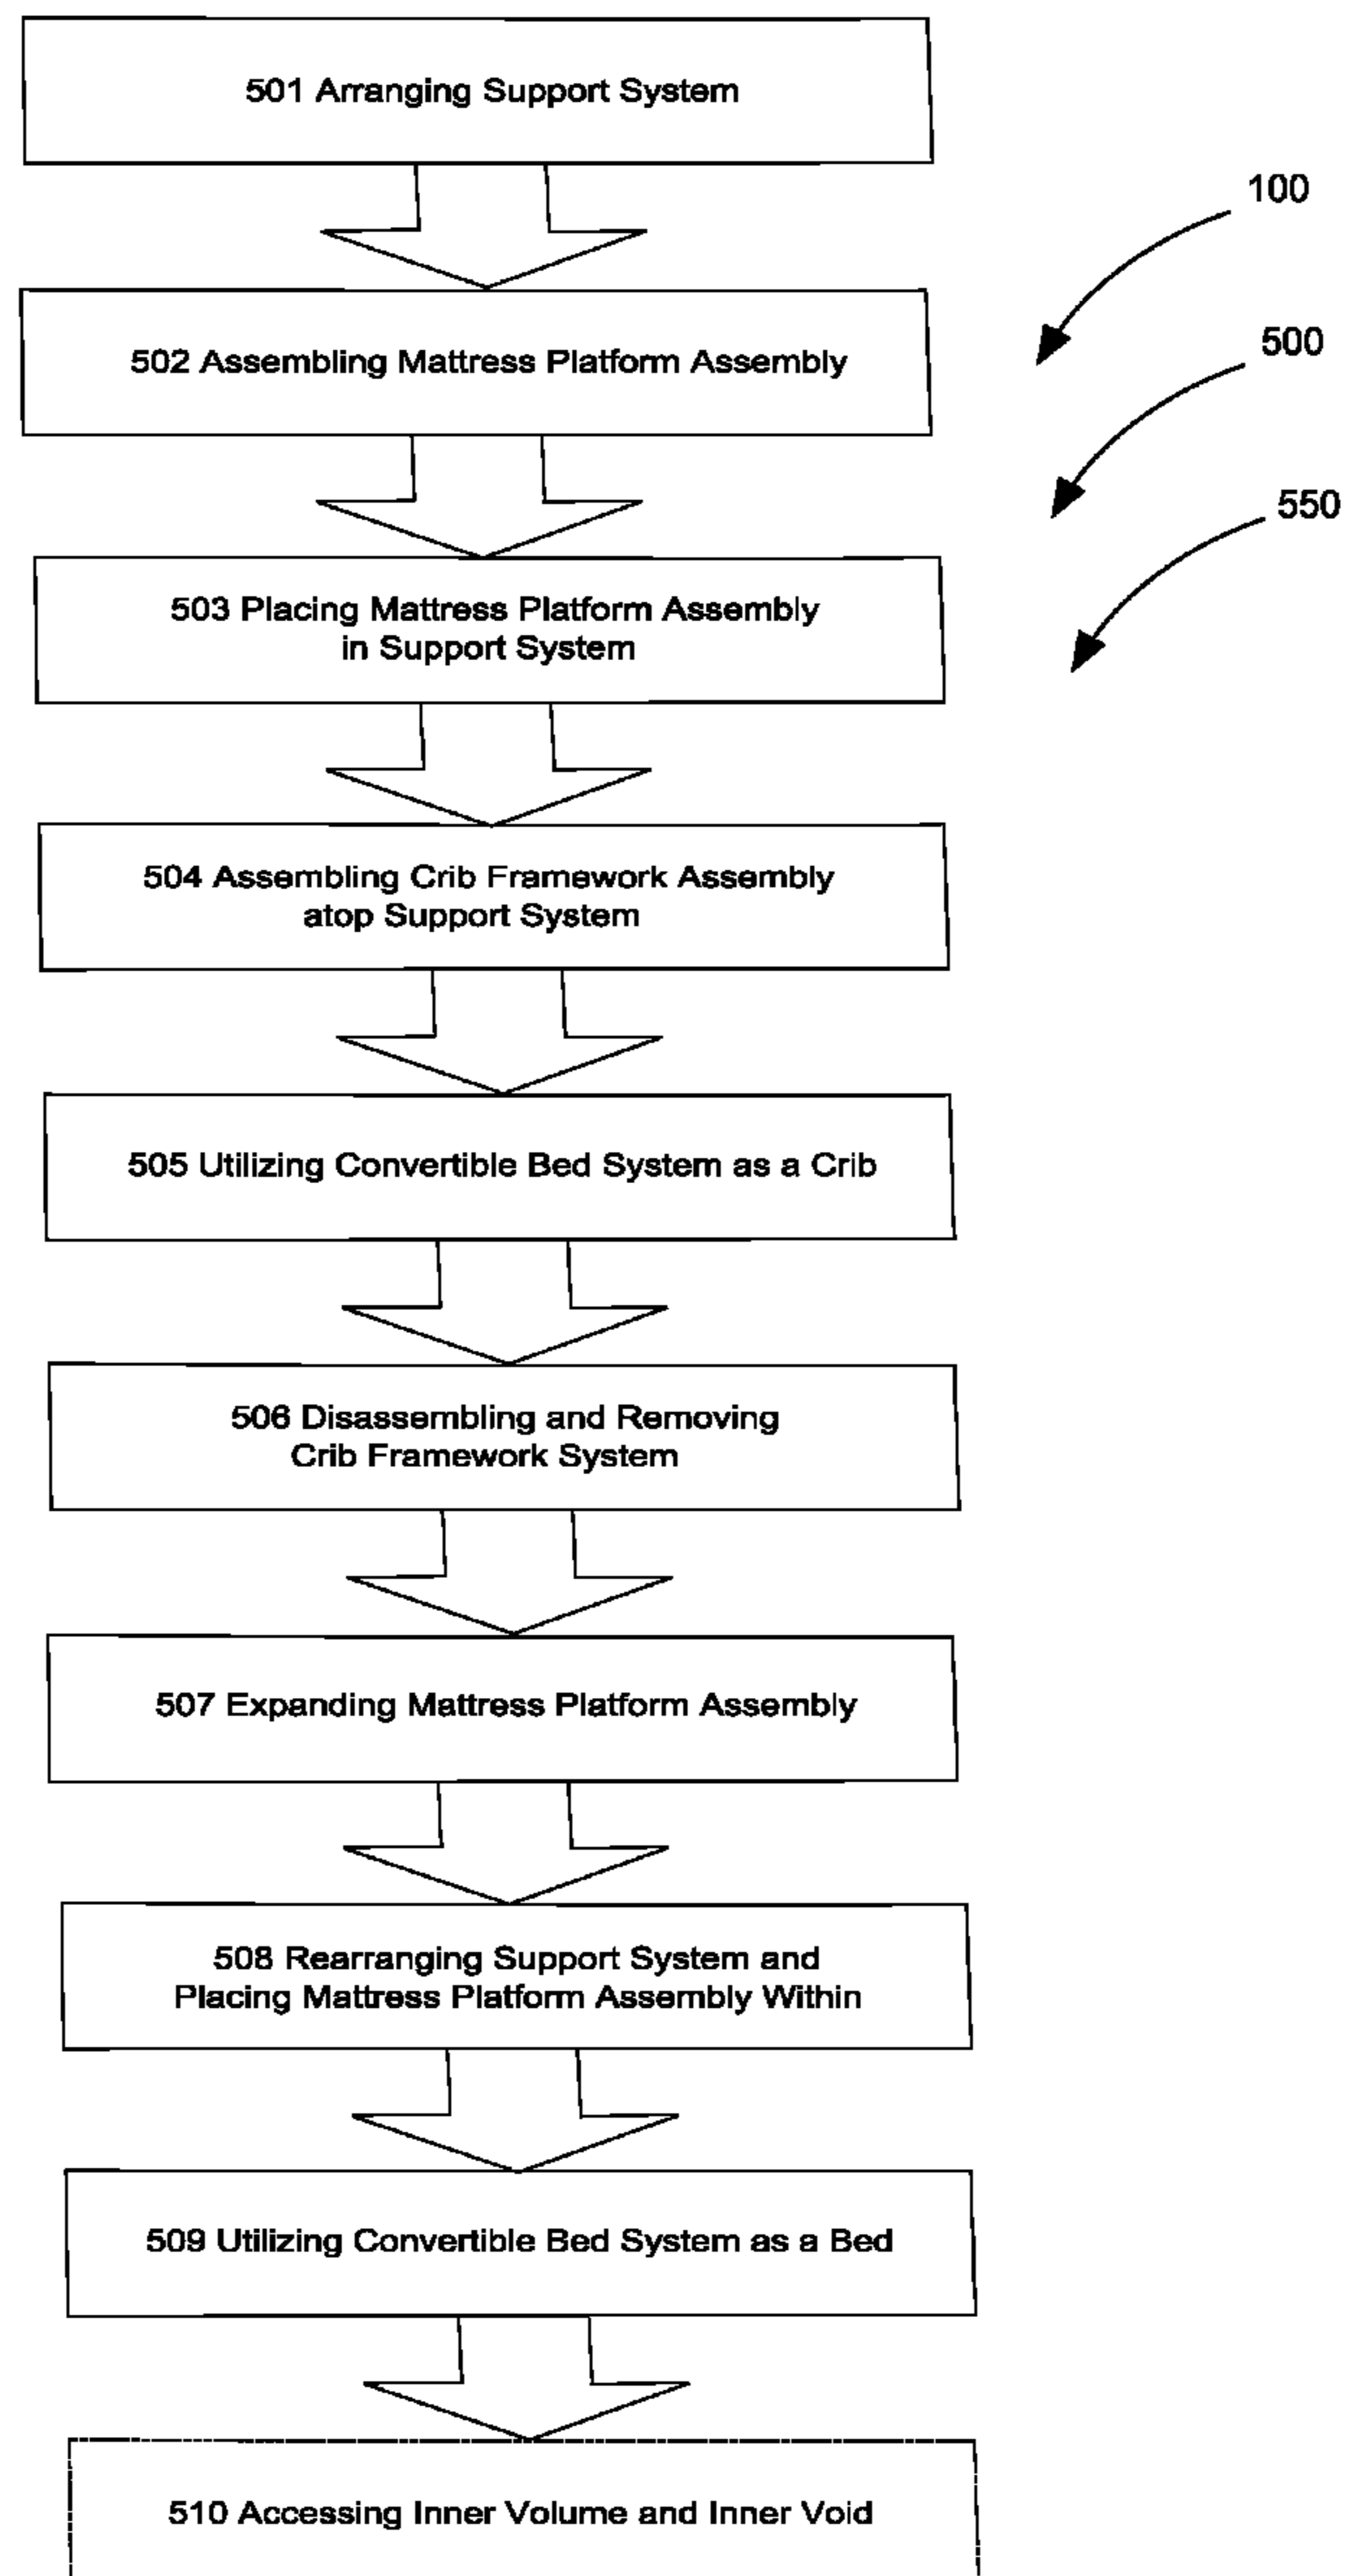 501 Arranging Support System
100
502 Assembling Mattress Platform Assembly
500
550
503 Placing Mattress Platform Assembly
in Support System
504 Assembling Crib Framework Assembly
atop Support System
505 Utilizing Convertible Bed System as a Crib
506 Disassembling and Removing
Crib Framework System
507 Expanding Mattress Platform Assembly
508 Rearranging Support System and
Placing Mattress Platform Assembly Within
509 Utilizing Convertible Bed System as a Bed
510 Accessing Inner Volume and Inner Void